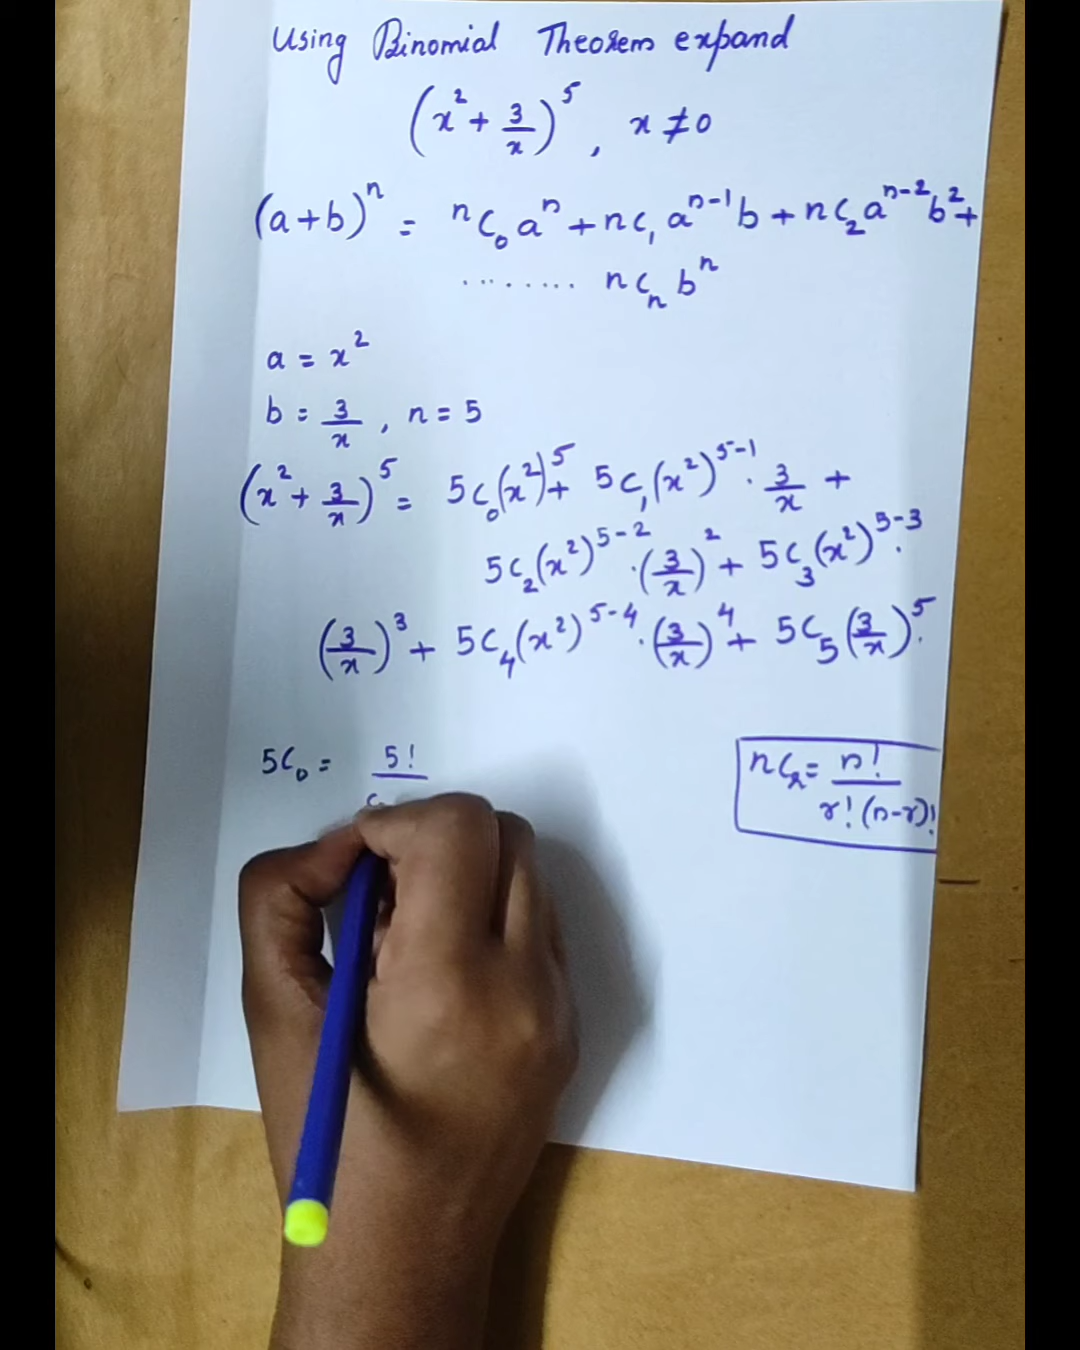 Using Binomial Theorem expand
(x² + 3/x)⁵, x ≠ 0
(a+b)ⁿ = ⁿC₀aⁿ + nC₁aⁿ⁻¹b + nC₂aⁿ⁻²b² +
........ nCₙbⁿ
a = x²
b = 3/x, n = 5
(x² + 3/x)⁵ = 5C₀(x²)⁵ + 5C₁(x²)⁵⁻¹ · 3/x +
5C₂(x²)⁵⁻² · (3/x)² + 5C₃(x²)⁵⁻³ ·
(3/x)³ + 5C₄(x²)⁵⁻⁴ · (3/x)⁴ + 5C₅(3/x)⁵.
5C₀ = 5!
nCᵣ = n! / r!(n-r)!